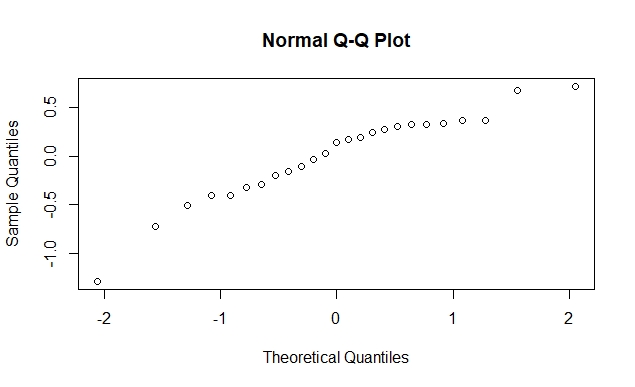 Normal Q-Q Plot
Sample Quantiles
0.5
0.0
-0.5
-1.0
-2 -1 0 1 2
Theoretical Quantiles